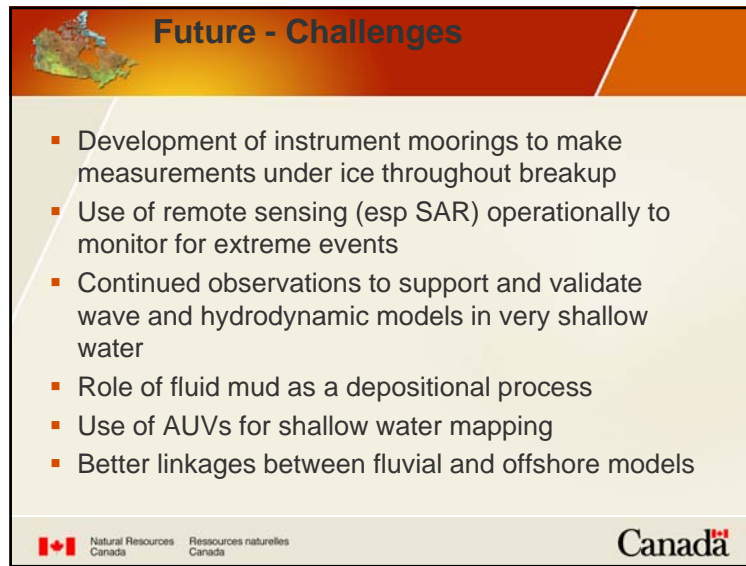 Future - Challenges
▪ Development of instrument moorings to make
measurements under ice throughout breakup
▪ Use of remote sensing (esp SAR) operationally to
monitor for extreme events
▪ Continued observations to support and validate
wave and hydrodynamic models in very shallow
water
▪ Role of fluid mud as a depositional process
▪ Use of AUVs for shallow water mapping
▪ Better linkages between fluvial and offshore models
Natural Resources Ressources naturelles
Canada Canada
Canada